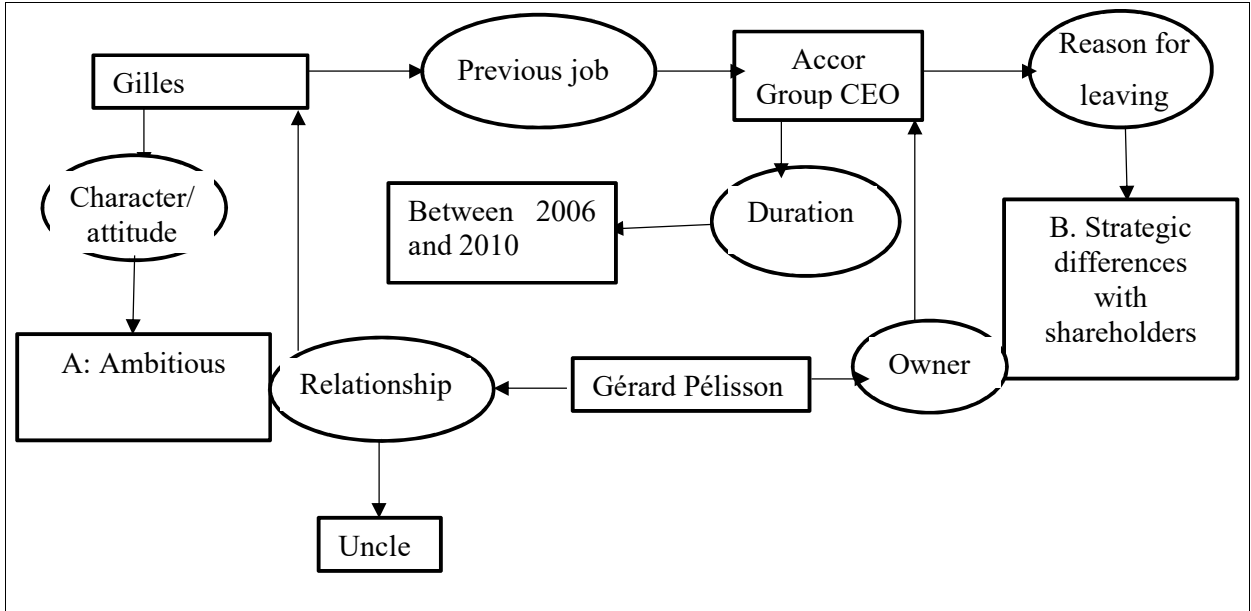 Gilles
Previous job
Accor
Group CEO
Reason for
leaving
Character/
attitude
Between 2006
and 2010
Duration
B. Strategic
differences
with
shareholders
A: Ambitious
Relationship
Gérard Pélisson
Owner
Uncle